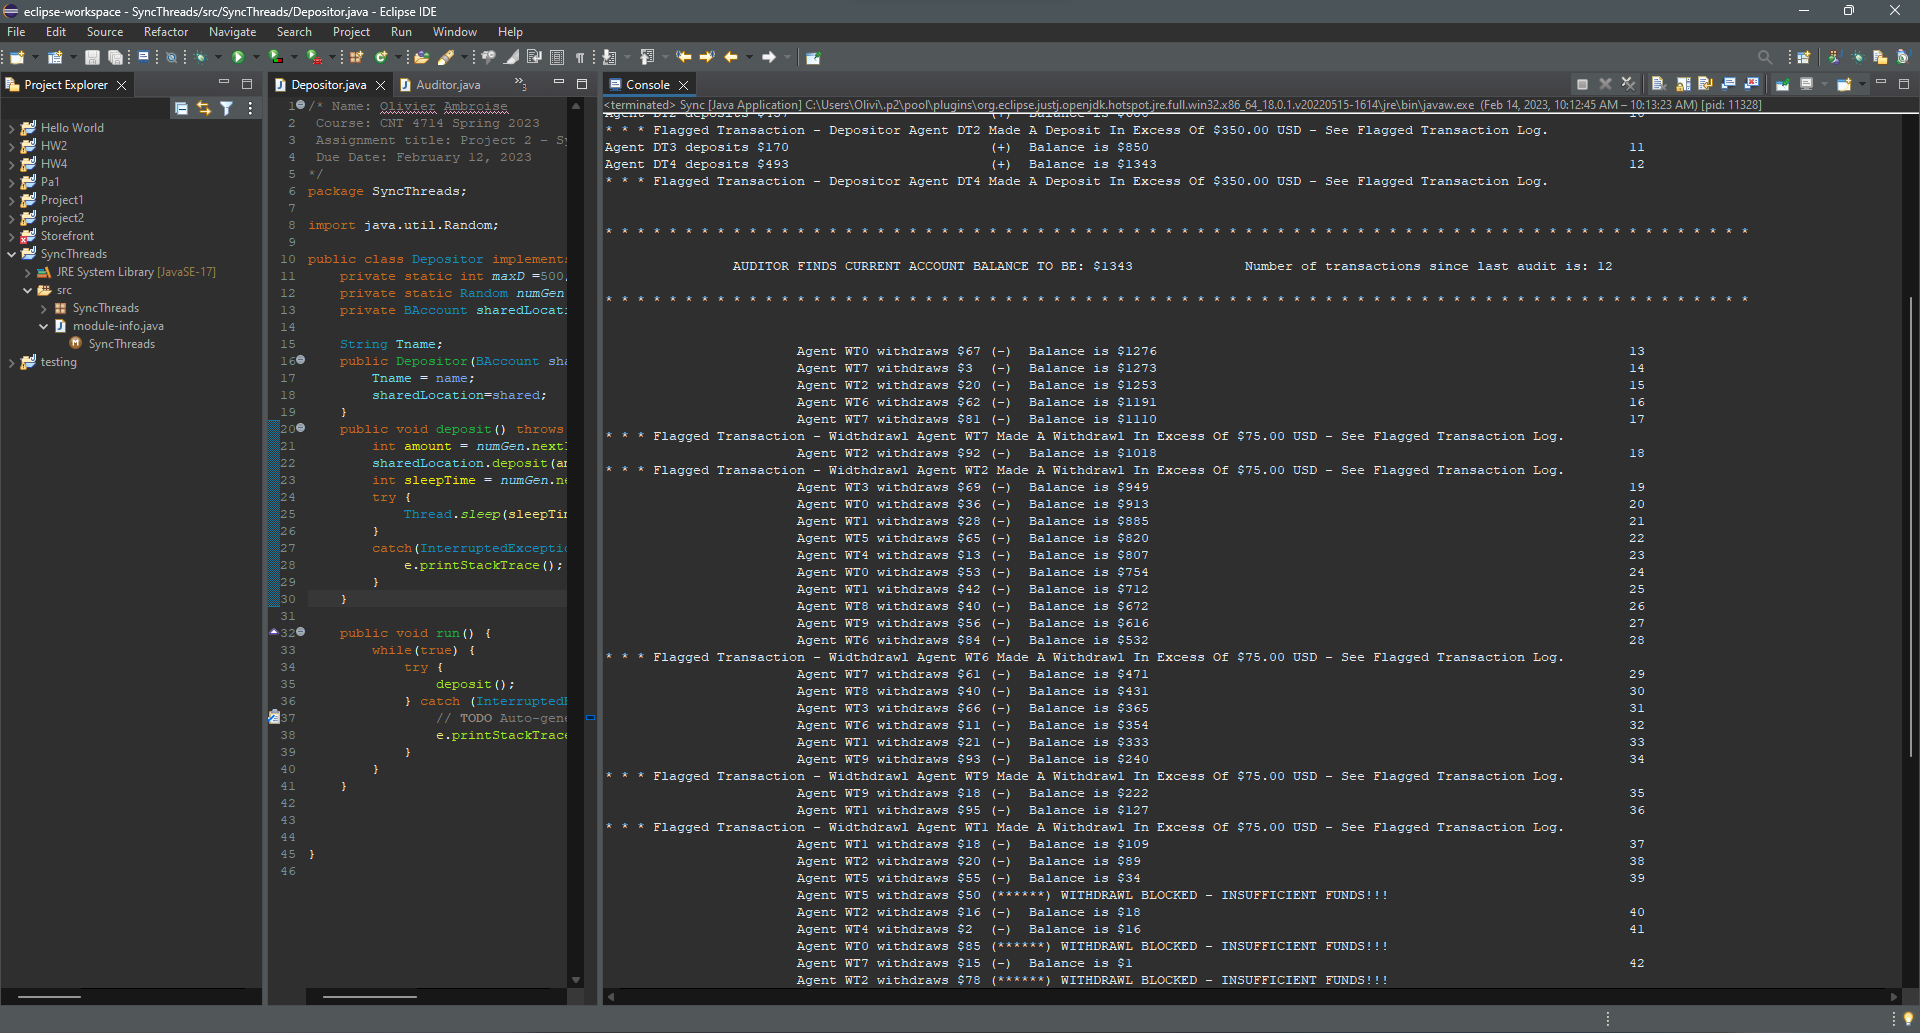 eclipse-workspace - SyncThreads/src/SyncThreads/Depositor.java - Eclipse IDE
File Edit Source Refactor Navigate Search Project Run Window Help
Project Explorer
Hello World
HW2
HW4
Pa1
Project1
project2
Storefront
SyncThreads
JRE System Library [JavaSE-17]
src
SyncThreads
module-info.java
SyncThreads
testing
Depositor.java Auditor.java »3
1 /* Name: Olivier Ambroise
2 Course: CNT 4714 Spring 2023
3 Assignment title: Project 2 - Sy
4 Due Date: February 12, 2023
5 */
6 package SyncThreads;
7
8 import java.util.Random;
9
10 public class Depositor implements
11 private static int maxD =500,
12 private static Random numGen
13 private BAccount sharedLocati
14
15 String Tname;
16 public Depositor(BAccount sha
17 Tname = name;
18 sharedLocation=shared;
19 }
20 public void deposit() throws
21 int amount = numGen.nextI
22 sharedLocation.deposit(am
23 int sleepTime = numGen.ne
24 try {
25 Thread.sleep(sleepTim
26 }
27 catch(InterruptedExceptio
28 e.printStackTrace();
29 }
30 }
31
32 public void run() {
33 while(true) {
34 try {
35 deposit();
36 } catch (InterruptedE
37 // TODO Auto-gene
38 e.printStackTrace
39 }
40 }
41 }
42
43
44
45 }
46
Console
<terminated> Sync [Java Application] C:\Users\Olivi\.p2\pool\plugins\org.eclipse.justj.openjdk.hotspot.jre.full.win32.x86_64_18.0.1.v20220515-1614\jre\bin\javaw.exe (Feb 14, 2023, 10:12:45 AM – 10:13:23 AM) [pid: 11328]
Agent DT2 deposits (+) Balance is 10
* * * Flagged Transaction - Depositor Agent DT2 Made A Deposit In Excess Of $350.00 USD - See Flagged Transaction Log.
Agent DT3 deposits $170 (+) Balance is $850 11
Agent DT4 deposits $493 (+) Balance is $1343 12
* * * Flagged Transaction - Depositor Agent DT4 Made A Deposit In Excess Of $350.00 USD - See Flagged Transaction Log.
* * * * * * * * * * * * * * * * * * * * * * * * * * * * * * * * * * * * * * * * * * * * * * * * * * * * * * * * * * * * * * * * * * * * * * * *
AUDITOR FINDS CURRENT ACCOUNT BALANCE TO BE: $1343 Number of transactions since last audit is: 12
* * * * * * * * * * * * * * * * * * * * * * * * * * * * * * * * * * * * * * * * * * * * * * * * * * * * * * * * * * * * * * * * * * * * * * * *
Agent WT0 withdraws $67 (-) Balance is $1276 13
Agent WT7 withdraws $3 (-) Balance is $1273 14
Agent WT2 withdraws $20 (-) Balance is $1253 15
Agent WT6 withdraws $62 (-) Balance is $1191 16
Agent WT7 withdraws $81 (-) Balance is $1110 17
* * * Flagged Transaction - Widthdrawl Agent WT7 Made A Withdrawl In Excess Of $75.00 USD - See Flagged Transaction Log.
Agent WT2 withdraws $92 (-) Balance is $1018 18
* * * Flagged Transaction - Widthdrawl Agent WT2 Made A Withdrawl In Excess Of $75.00 USD - See Flagged Transaction Log.
Agent WT3 withdraws $69 (-) Balance is $949 19
Agent WT0 withdraws $36 (-) Balance is $913 20
Agent WT1 withdraws $28 (-) Balance is $885 21
Agent WT5 withdraws $65 (-) Balance is $820 22
Agent WT4 withdraws $13 (-) Balance is $807 23
Agent WT0 withdraws $53 (-) Balance is $754 24
Agent WT1 withdraws $42 (-) Balance is $712 25
Agent WT8 withdraws $40 (-) Balance is $672 26
Agent WT9 withdraws $56 (-) Balance is $616 27
Agent WT6 withdraws $84 (-) Balance is $532 28
* * * Flagged Transaction - Widthdrawl Agent WT6 Made A Withdrawl In Excess Of $75.00 USD - See Flagged Transaction Log.
Agent WT7 withdraws $61 (-) Balance is $471 29
Agent WT8 withdraws $40 (-) Balance is $431 30
Agent WT3 withdraws $66 (-) Balance is $365 31
Agent WT6 withdraws $11 (-) Balance is $354 32
Agent WT1 withdraws $21 (-) Balance is $333 33
Agent WT9 withdraws $93 (-) Balance is $240 34
* * * Flagged Transaction - Widthdrawl Agent WT9 Made A Withdrawl In Excess Of $75.00 USD - See Flagged Transaction Log.
Agent WT9 withdraws $18 (-) Balance is $222 35
Agent WT1 withdraws $95 (-) Balance is $127 36
* * * Flagged Transaction - Widthdrawl Agent WT1 Made A Withdrawl In Excess Of $75.00 USD - See Flagged Transaction Log.
Agent WT1 withdraws $18 (-) Balance is $109 37
Agent WT2 withdraws $20 (-) Balance is $89 38
Agent WT5 withdraws $55 (-) Balance is $34 39
Agent WT5 withdraws $50 (******) WITHDRAWL BLOCKED - INSUFFICIENT FUNDS!!!
Agent WT2 withdraws $16 (-) Balance is $18 40
Agent WT4 withdraws $2 (-) Balance is $16 41
Agent WT0 withdraws $85 (******) WITHDRAWL BLOCKED - INSUFFICIENT FUNDS!!!
Agent WT7 withdraws $15 (-) Balance is $1 42
Agent WT2 withdraws $78 (******) WITHDRAWL BLOCKED - INSUFFICIENT FUNDS!!!